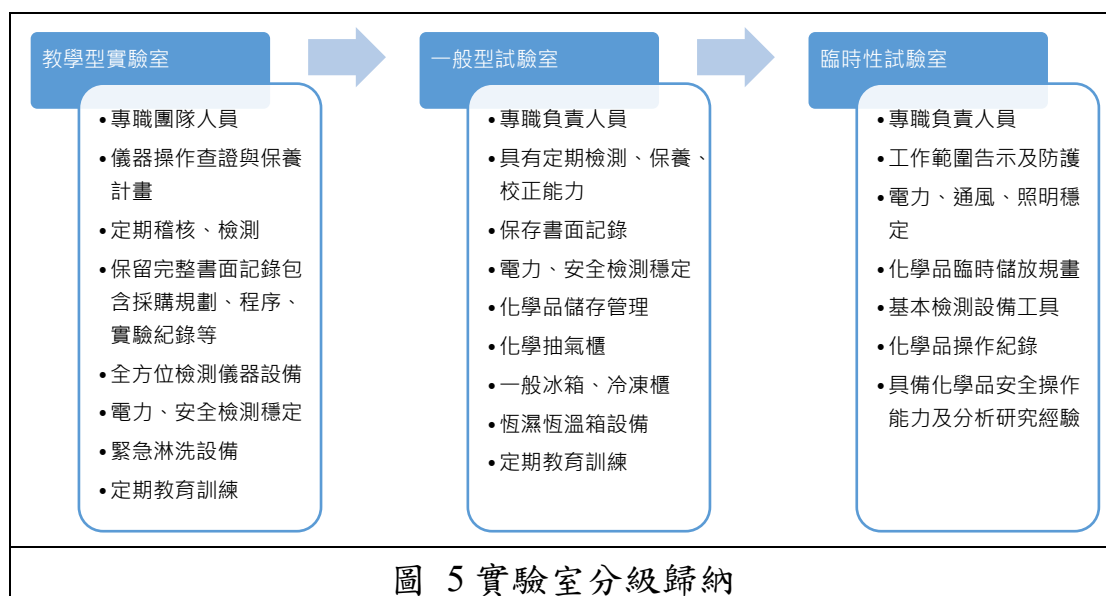 教學型實驗室
•專職團隊人員
•儀器操作查證與保養
計畫
•定期稽核、檢測
•保留完整書面記錄包
含採購規劃、程序、
實驗紀錄等
•全方位檢測儀器設備
•電力、安全檢測穩定
•緊急淋洗設備
•定期教育訓練
一般型試驗室
•專職負責人員
•具有定期檢測、保養、
校正能力
•保存書面記錄
•電力、安全檢測穩定
•化學品儲存管理
•化學抽氣櫃
•一般冰箱、冷凍櫃
•恆濕恆溫箱設備
•定期教育訓練
臨時性試驗室
•專職負責人員
•工作範圍告示及防護
•電力、通風、照明穩
定
•化學品臨時儲放規畫
•基本檢測設備工具
•化學品操作紀錄
•具備化學品安全操作
能力及分析研究經驗
圖 5 實驗室分級歸納